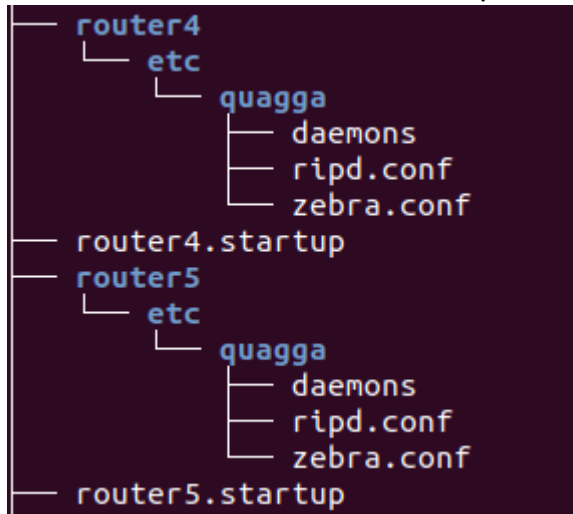 router4
etc
quagga
daemons
ripd.conf
zebra.conf
router4.startup
router5
etc
quagga
daemons
ripd.conf
zebra.conf
router5.startup